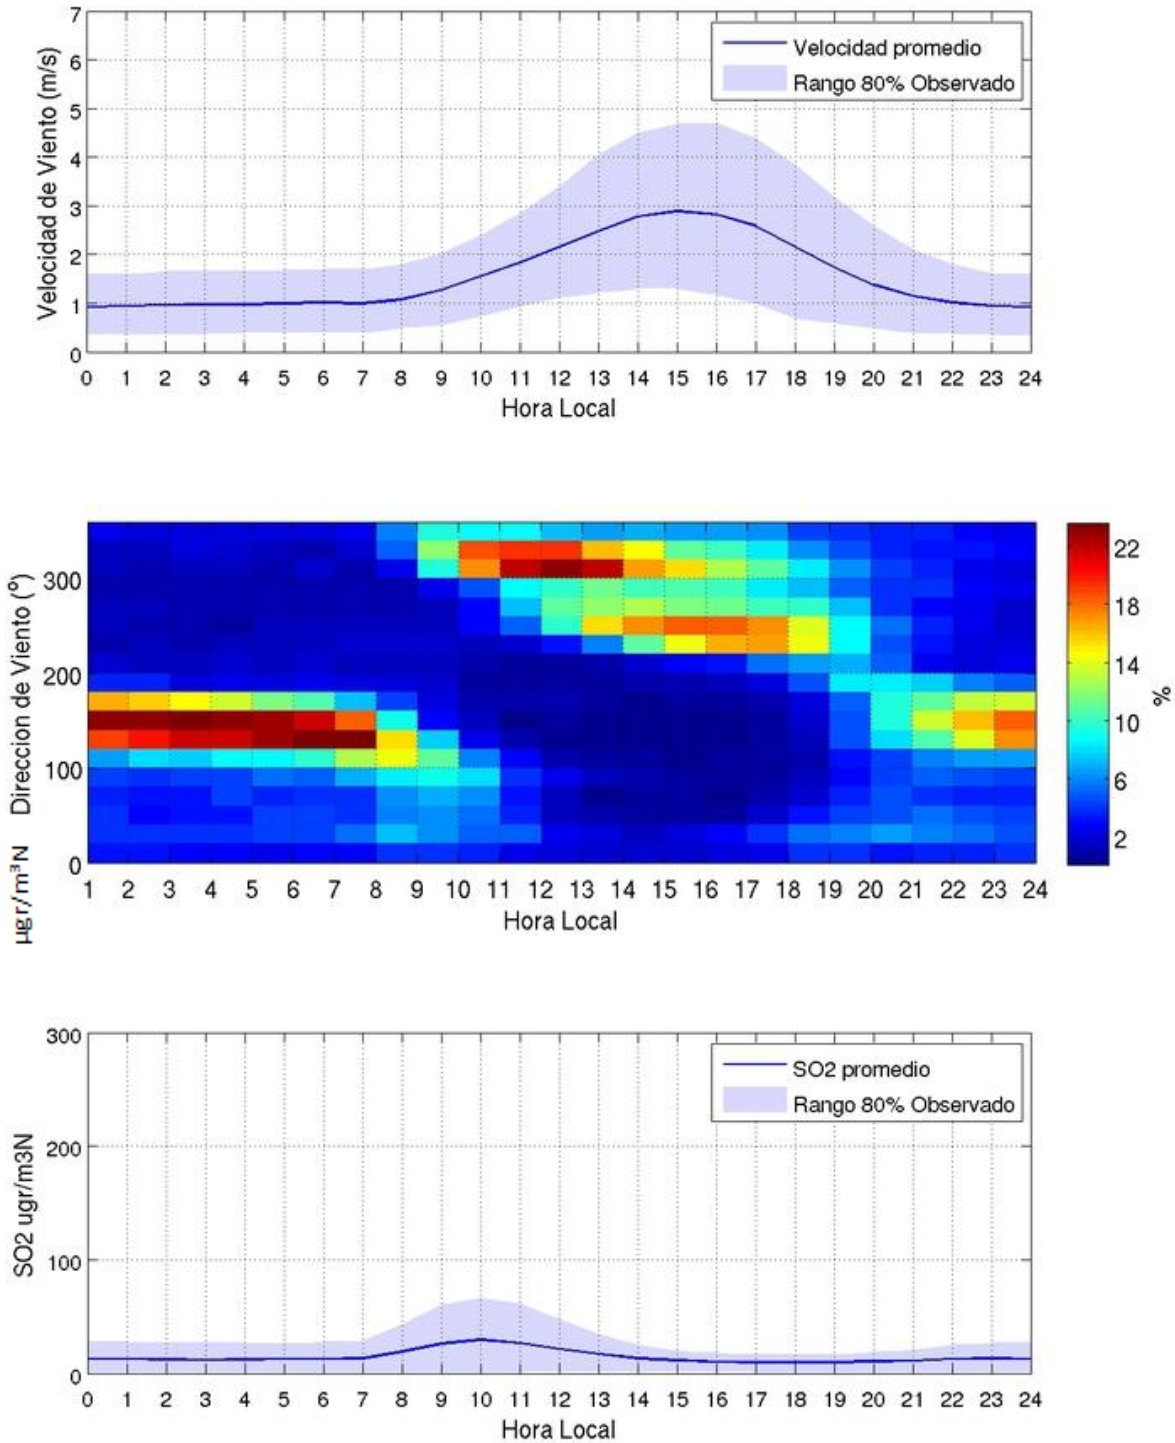 7
6
5
4
3
2
1
0
Velocidad de Viento (m/s)
Velocidad promedio
Rango 80% Observado
0 1 2 3 4 5 6 7 8 9 10 11 12 13 14 15 16 17 18 19 20 21 22 23 24
Hora Local
300
200
100
0
Direccion de Viento (º)
µgr/m³N
1 2 3 4 5 6 7 8 9 10 11 12 13 14 15 16 17 18 19 20 21 22 23 24
Hora Local
22
18
14
10
6
2
%
300
200
100
0
SO2 ugr/m3N
SO2 promedio
Rango 80% Observado
0 1 2 3 4 5 6 7 8 9 10 11 12 13 14 15 16 17 18 19 20 21 22 23 24
Hora Local